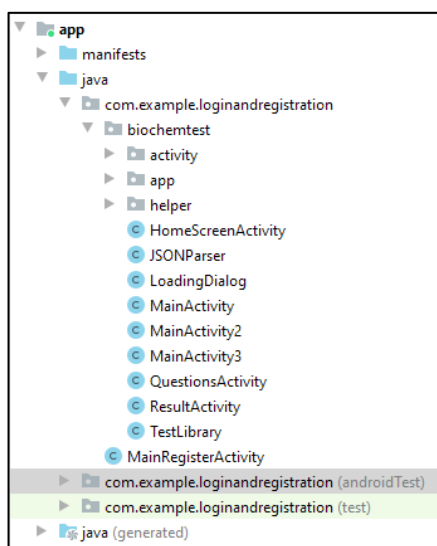 app
manifests
java
com.example.loginandregistration
biochemtest
activity
app
helper
HomeScreenActivity
JSONParser
LoadingDialog
MainActivity
MainActivity2
MainActivity3
QuestionsActivity
ResultActivity
TestLibrary
MainRegisterActivity
com.example.loginandregistration (androidTest)
com.example.loginandregistration (test)
java (generated)